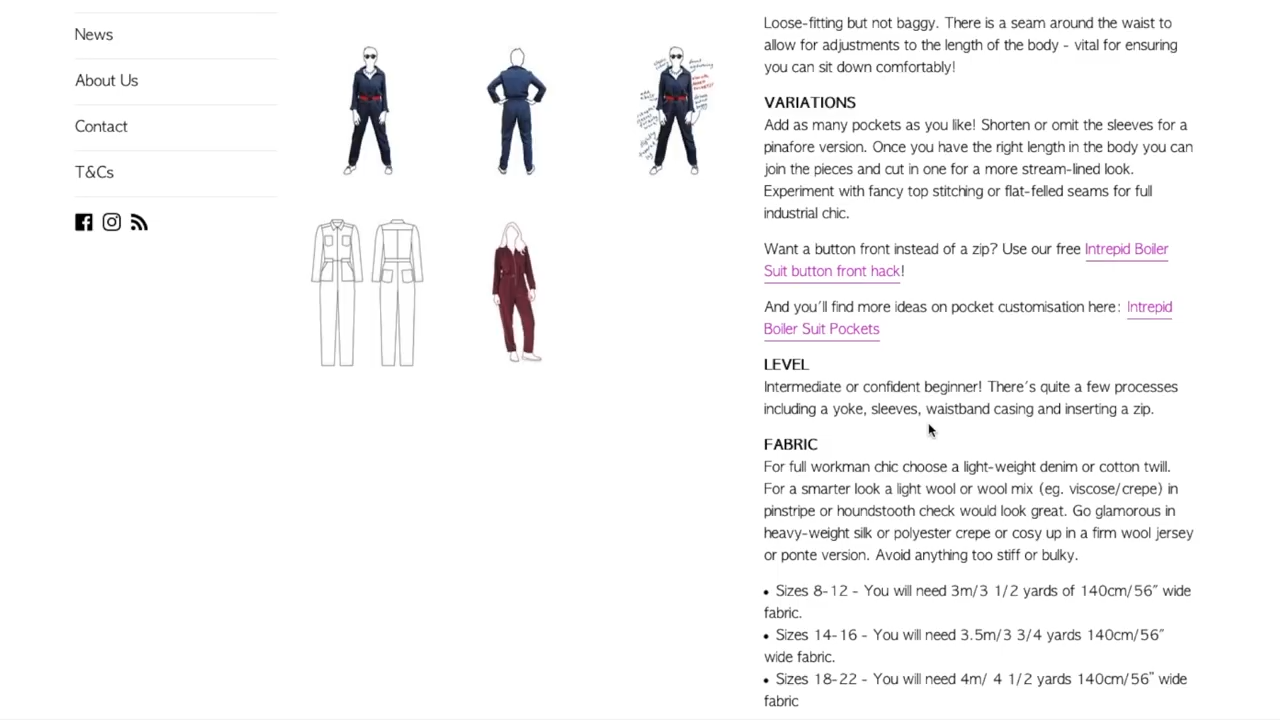 News
About Us
Contact
T&Cs
Loose-fitting but not baggy. There is a seam around the waist to
allow for adjustments to the length of the body - vital for ensuring
you can sit down comfortably!
VARIATIONS
Add as many pockets as you like! Shorten or omit the sleeves for a
pinafore version. Once you have the right length in the body you can
join the pieces and cut in one for a more stream-lined look.
Experiment with fancy top stitching or flat-felled seams for full
industrial chic.
Want a button front instead of a zip? Use our free Intrepid Boiler
Suit button front hack!
And you'll find more ideas on pocket customisation here: Intrepid
Boiler Suit Pockets
LEVEL
Intermediate or confident beginner! There's quite a few processes
including a yoke, sleeves, waistband casing and inserting a zip.
FABRIC
For full workman chic choose a light-weight denim or cotton twill.
For a smarter look a light wool or wool mix (eg. viscose/crepe) in
pinstripe or houndstooth check would look great. Go glamorous in
heavy-weight silk or polyester crepe or cosy up in a firm wool jersey
or ponte version. Avoid anything too stiff or bulky.
• Sizes 8-12 - You will need 3m/3 1/2 yards of 140cm/56" wide
fabric.
• Sizes 14-16 - You will need 3.5m/3 3/4 yards 140cm/56"
wide fabric.
• Sizes 18-22 - You will need 4m/ 4 1/2 yards 140cm/56" wide
fabric